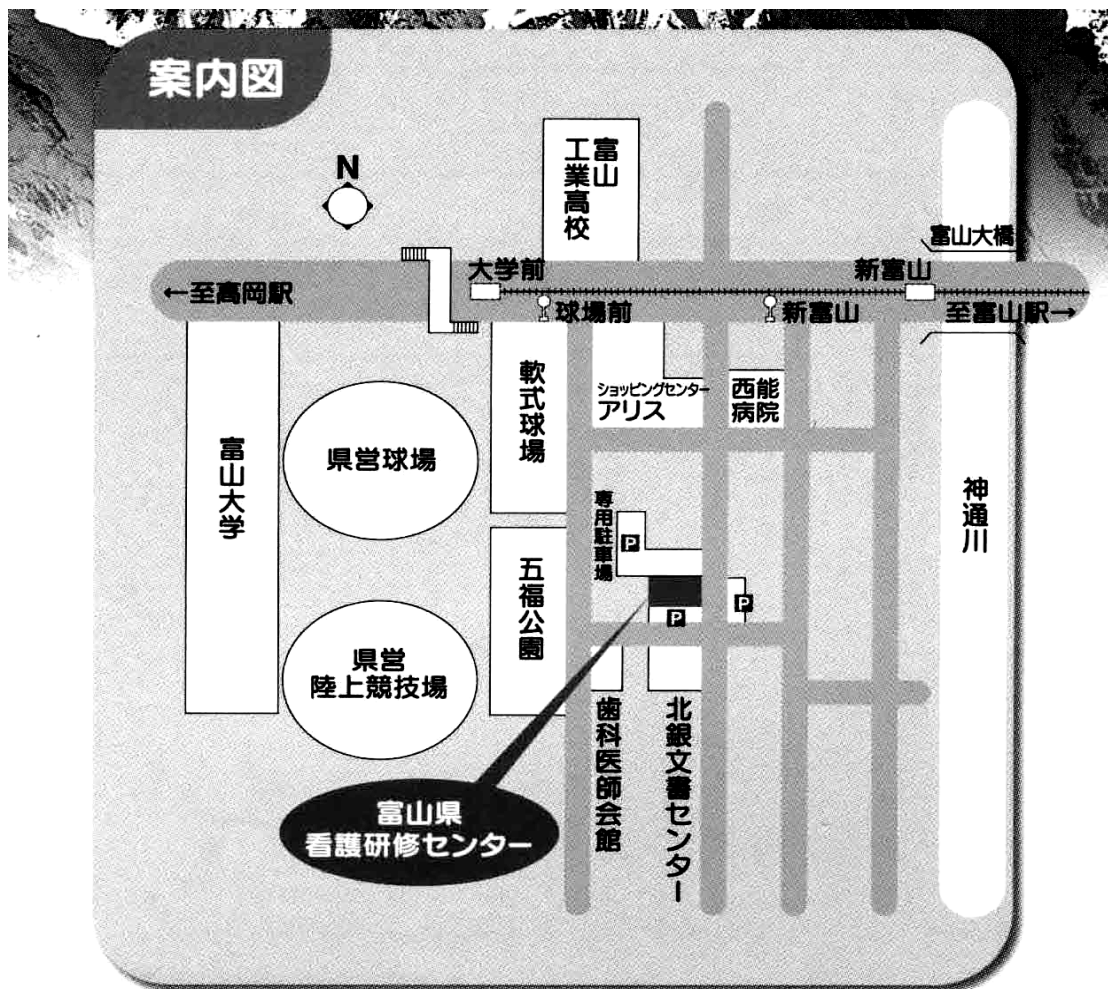 案内図
N
富山
工業高校
富山大橋
大学前
新富山
←至高岡駅
球場前
新富山
至富山駅→
軟式球場
ショッピングセンター
アリス
西能
病院
富山大学
県営球場
専用駐車場
P
神通川
五福公園
P
P
県営
陸上競技場
歯科医師会館
北銀文書センター
富山県
看護研修センター